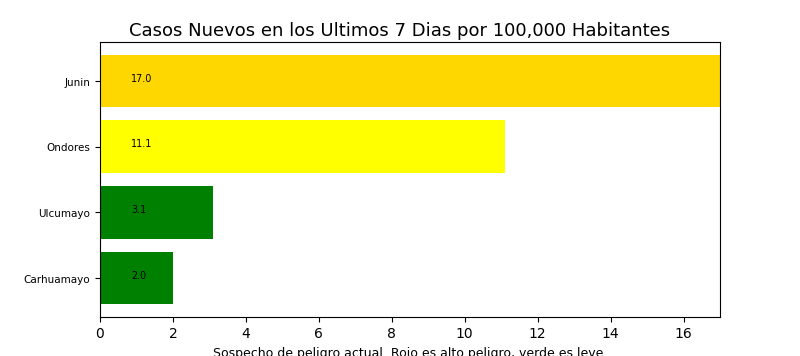 Casos Nuevos en los Ultimos 7 Dias por 100,000 Habitantes
Junin 17.0
Ondores 11.1
Ulcumayo 3.1
Carhuamayo 2.0
0 2 4 6 8 10 12 14 16
Sospecho de peligro actual. Rojo es alto peligro, verde es leve